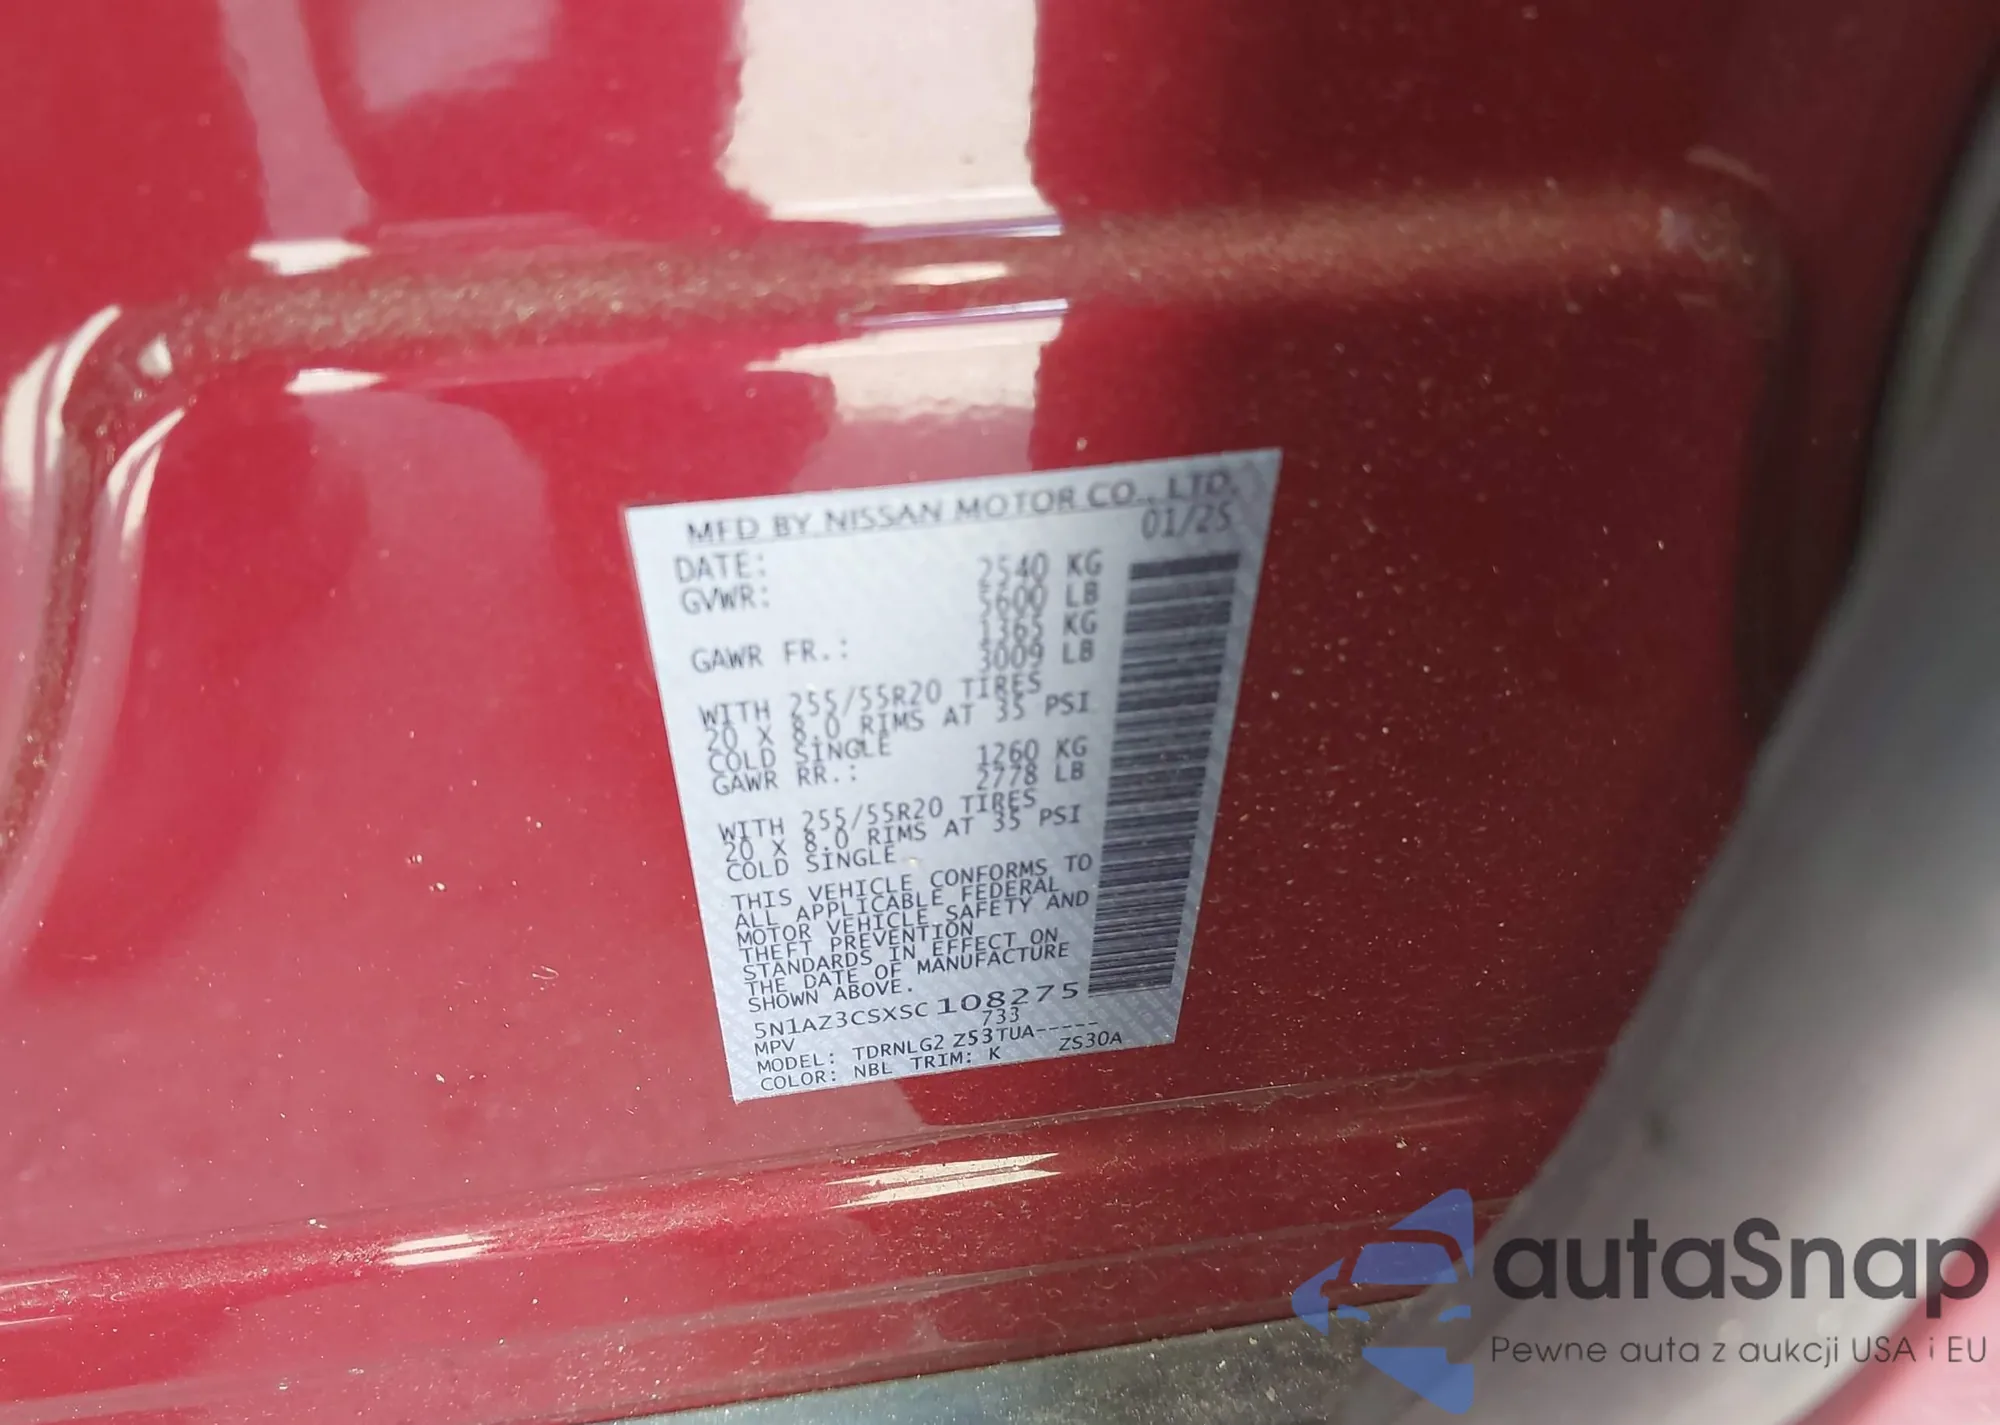 MFD BY NISSAN MOTOR CO., LTD.
01/25
DATE:
GVWR: 2540 KG
5600 LB
GAWR FR.: 1365 KG
3009 LB
WITH 255/55R20 TIRES
20 X 8.0 RIMS AT 35 PSI
COLD SINGLE
GAWR RR.: 1260 KG
2778 LB
WITH 255/55R20 TIRES
20 X 8.0 RIMS AT 35 PSI
COLD SINGLE
THIS VEHICLE CONFORMS TO
ALL APPLICABLE FEDERAL
MOTOR VEHICLE SAFETY AND
THEFT PREVENTION
STANDARDS IN EFFECT ON
THE DATE OF MANUFACTURE
SHOWN ABOVE.
5N1AZ3CSXSC108275
MPV 733
MODEL: TDRNLG2 Z53TUA-----
COLOR: NBL TRIM: K ZS30A
autaSnap
Pewne auta z aukcji USA i EU